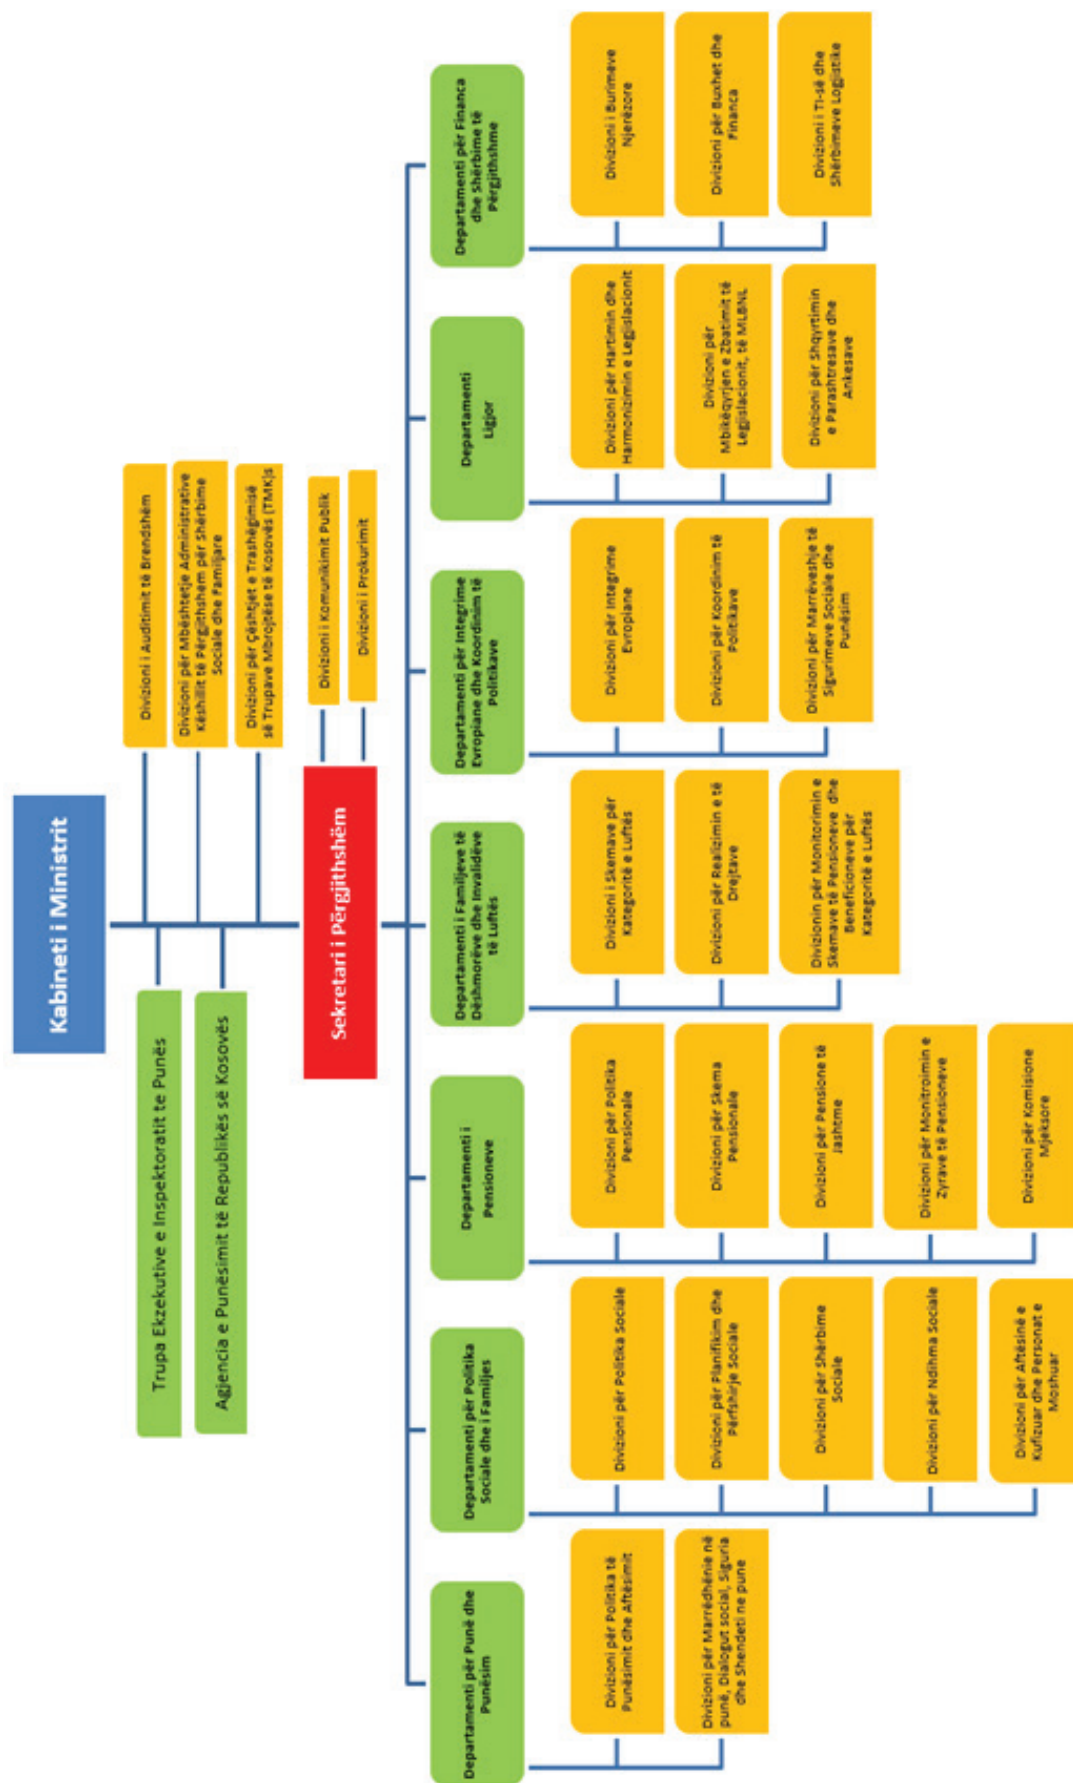 Kabineti i Ministrit
Trupa Ekzekutive e Inspektoratit te Punës
Agjencia e Punësimit të Republikës së Kosovës
Divizioni i Auditimit të Brendshëm
Divizioni për Mbështetje Administrative
Këshillit të Përgjithshem për Shërbime
Sociale dhe Familjare
Divizioni për Çështjet e Trashëgimisë
së Trupave Mbrojtëse të Kosovës (TMK)s
Sekretari i Përgjithshëm
Divizioni i Komunikimit Publik
Divizioni i Prokurimit
Departamenti për Punë dhe
Punësim
Divizioni për Politika të
Punësimit dhe Aftësimit
Divizioni për Marrëdhënie në
punë, Dialogut social, Siguria
dhe Shendeti ne pune
Departamenti për Politika
Sociale dhe i Familjes
Divizioni për Politika Sociale
Divizioni për Planifikim dhe
Përfshirje Sociale
Divizioni për Shërbime
Sociale
Divizioni për Ndihma Sociale
Divizioni për Aftësinë e
Kufizuar dhe Personat e
Moshuar
Departamenti i
Pensioneve
Divizioni për Politika
Pensionale
Divizioni për Skema
Pensionale
Divizioni për Pensione të
Jashtme
Divizioni për Monitroimin e
Zyrave të Pensioneve
Divizioni për Komisione
Mjeksore
Departamenti i Familjeve të
Dëshmorëve dhe Invalidëve
të Luftës
Divizioni i Skemave për
Kategoritë e Luftës
Divizioni për Realizimin e të
Drejtave
Divizionin për Monitorimin e
Skemave të Pensioneve dhe
Beneficioneve për
Kategoritë e Luftës
Departamenti për Integrime
Evropiane dhe Koordinim të
Politikave
Divizioni për Integrime
Evropiane
Divizioni për Koordinim të
Politikave
Divizioni për Marrëveshje të
Sigurimeve Sociale dhe
Punësim
Departamenti
Ligjor
Divizioni për Hartimin dhe
Harmonizimin e Legjislacionit
Divizioni për
Mbikëqyrjen e Zbatimit të
Legjislacionit, të MLBNL
Divizioni për Shqyrtimin
e Parashtresave dhe
Ankesave
Departamenti për Financa
dhe Shërbime të
Përgjithshme
Divizioni i Burimeve
Njerëzore
Divizioni për Buxhet dhe
Financa
Divizioni i TI-së dhe
Shërbimeve Logjistike